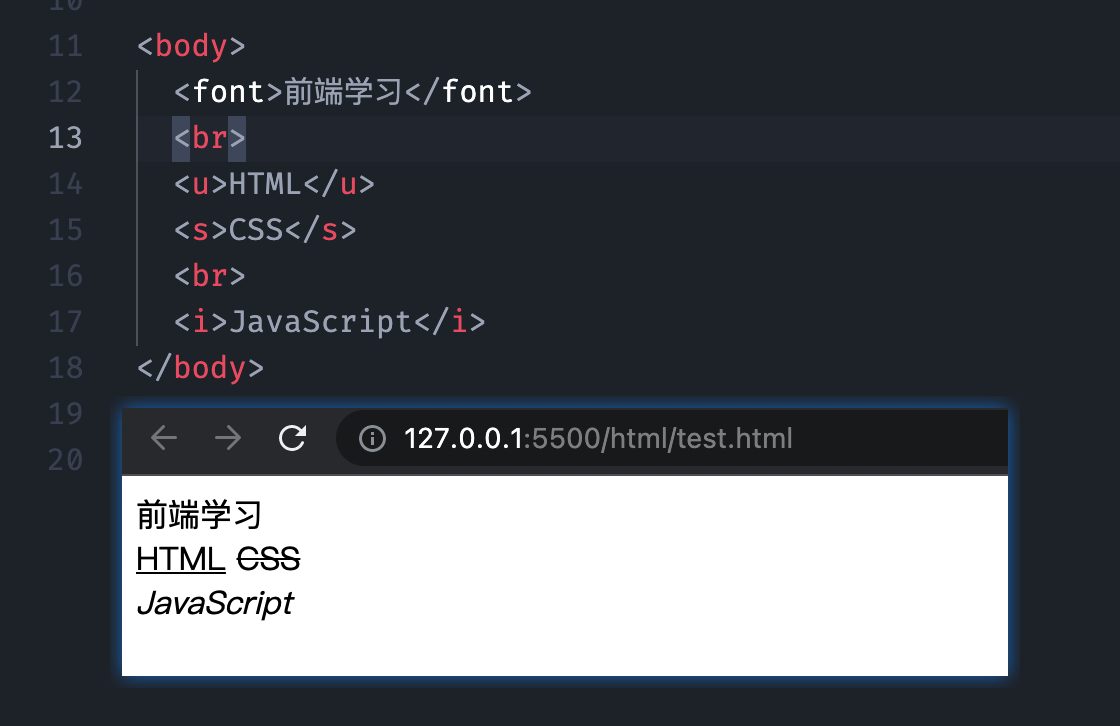 10
11 <body>
12 <font>前端学习</font>
13 <br>
14 <u>HTML</u>
15 <s>CSS</s>
16 <br>
17 <i>JavaScript</i>
18 </body>
19
20
127.0.0.1:5500/html/test.html
前端学习
HTML CSS
JavaScript